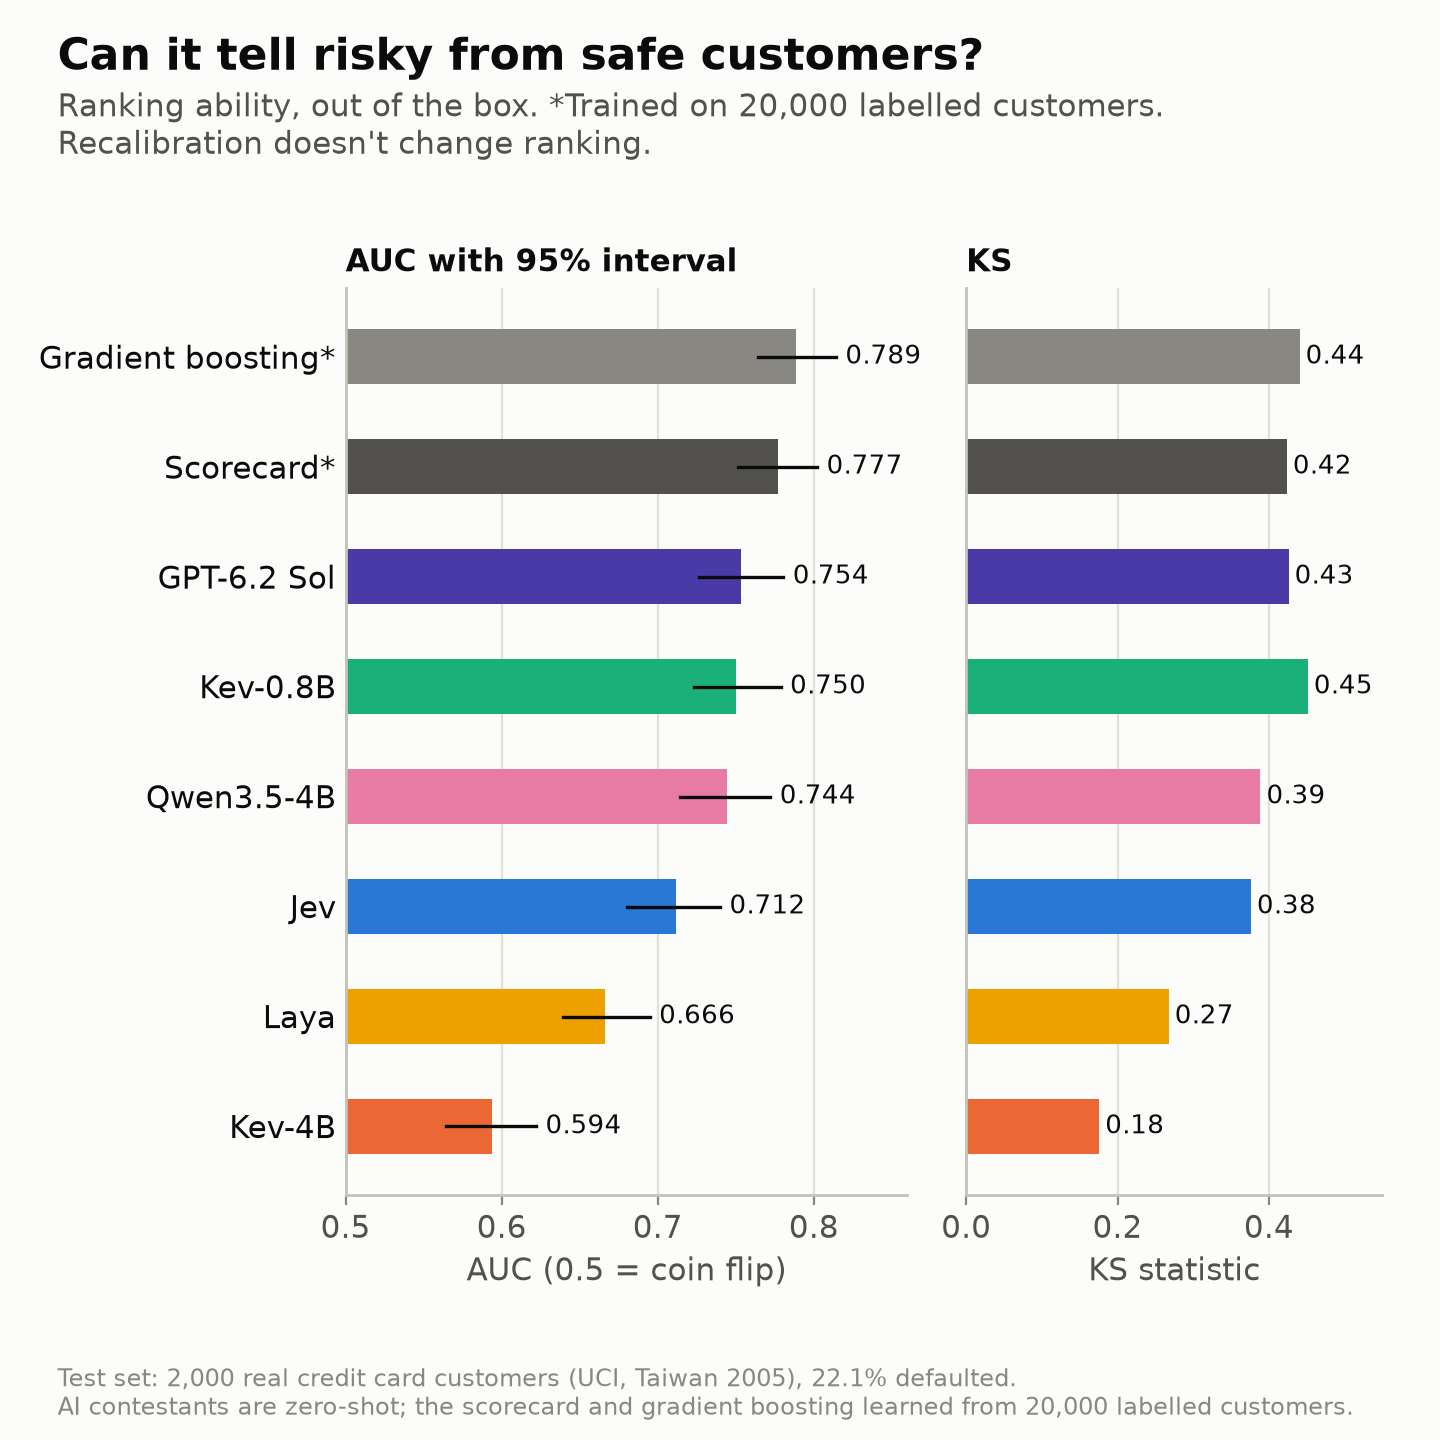 Can it tell risky from safe customers?
Ranking ability, out of the box. *Trained on 20,000 labelled customers.
Recalibration doesn't change ranking.
AUC with 95% interval
KS
Gradient boosting* 0.789 0.44
Scorecard* 0.777 0.42
GPT-6.2 Sol 0.754 0.43
Kev-0.8B 0.750 0.45
Qwen3.5-4B 0.744 0.39
Jev 0.712 0.38
Laya 0.666 0.27
Kev-4B 0.594 0.18
0.5 0.6 0.7 0.8 0.0 0.2 0.4
AUC (0.5 = coin flip) KS statistic
Test set: 2,000 real credit card customers (UCI, Taiwan 2005), 22.1% defaulted.
AI contestants are zero-shot; the scorecard and gradient boosting learned from 20,000 labelled customers.